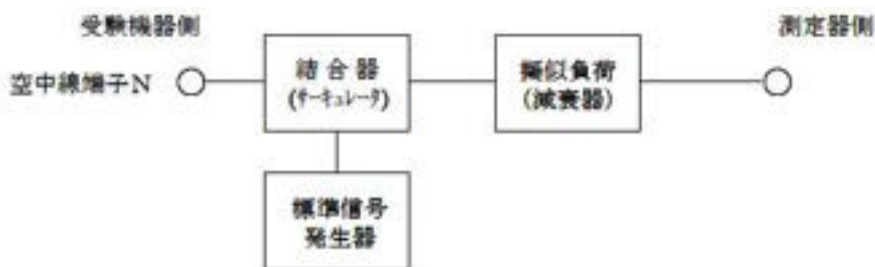 受験機器側
測定器側
空中線端子N
結合器
(サーキュレータ)
擬似負荷
(減衰器)
標準信号
発生器